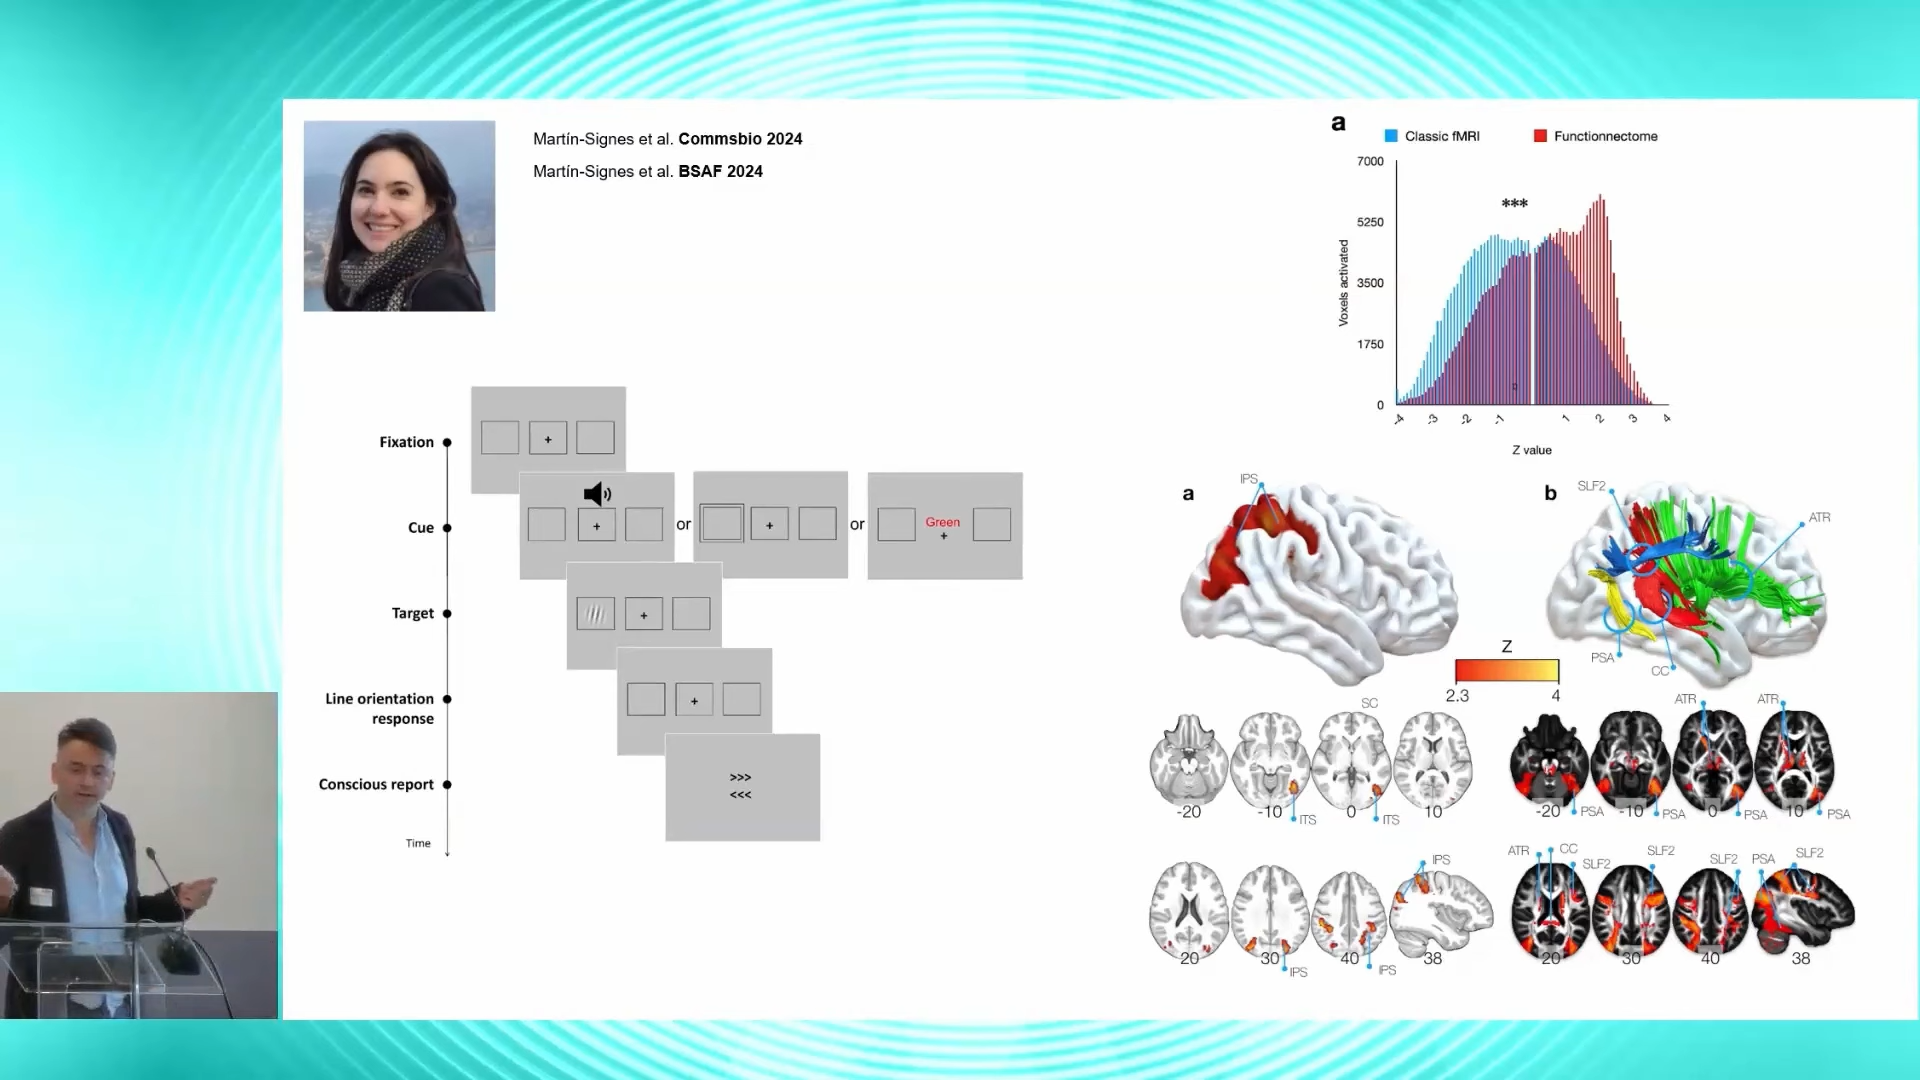 Martín-Signes et al. Commsbio 2024
Martín-Signes et al. BSAF 2024
a
Classic fMRI
Functionnectome
7000
5250
3500
1750
0
Voxels activated
***
-4
-3
-2
-1
1
2
3
4
Z value
Fixation
+
Cue
+
or
+
or
Green
+
Target
+
Line orientation
response
+
Conscious report
>>>
<<<
Time
a
IPS
b
SLF2
ATR
PSA
CC
Z
2.3
4
SC
-20
-10
ITS
0
ITS
10
ATR
ATR
-20
PSA
-10
PSA
0
PSA
10
PSA
IPS
20
30
IPS
40
IPS
38
ATR
CC
SLF2
SLF2
SLF2
PSA
SLF2
20
30
40
38